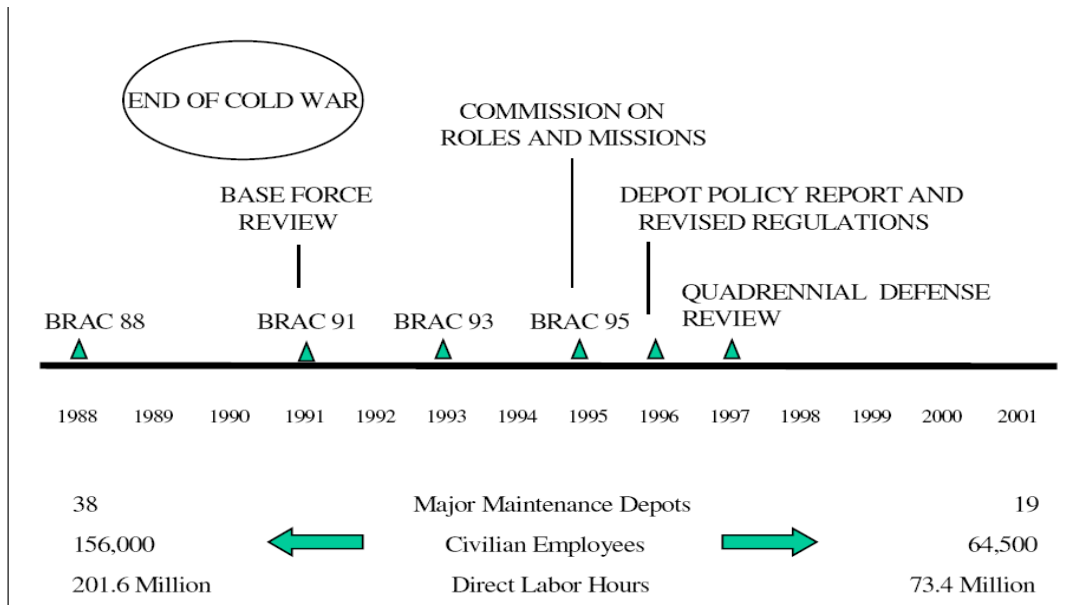 END OF COLD WAR
COMMISSION ON
ROLES AND MISSIONS
BASE FORCE
REVIEW
DEPOT POLICY REPORT AND
REVISED REGULATIONS
QUADRENNIAL DEFENSE
REVIEW
BRAC 88
BRAC 91
BRAC 93
BRAC 95
1988 1989 1990 1991 1992 1993 1994 1995 1996 1997 1998 1999 2000 2001
38 Major Maintenance Depots 19
156,000 Civilian Employees 64,500
201.6 Million Direct Labor Hours 73.4 Million